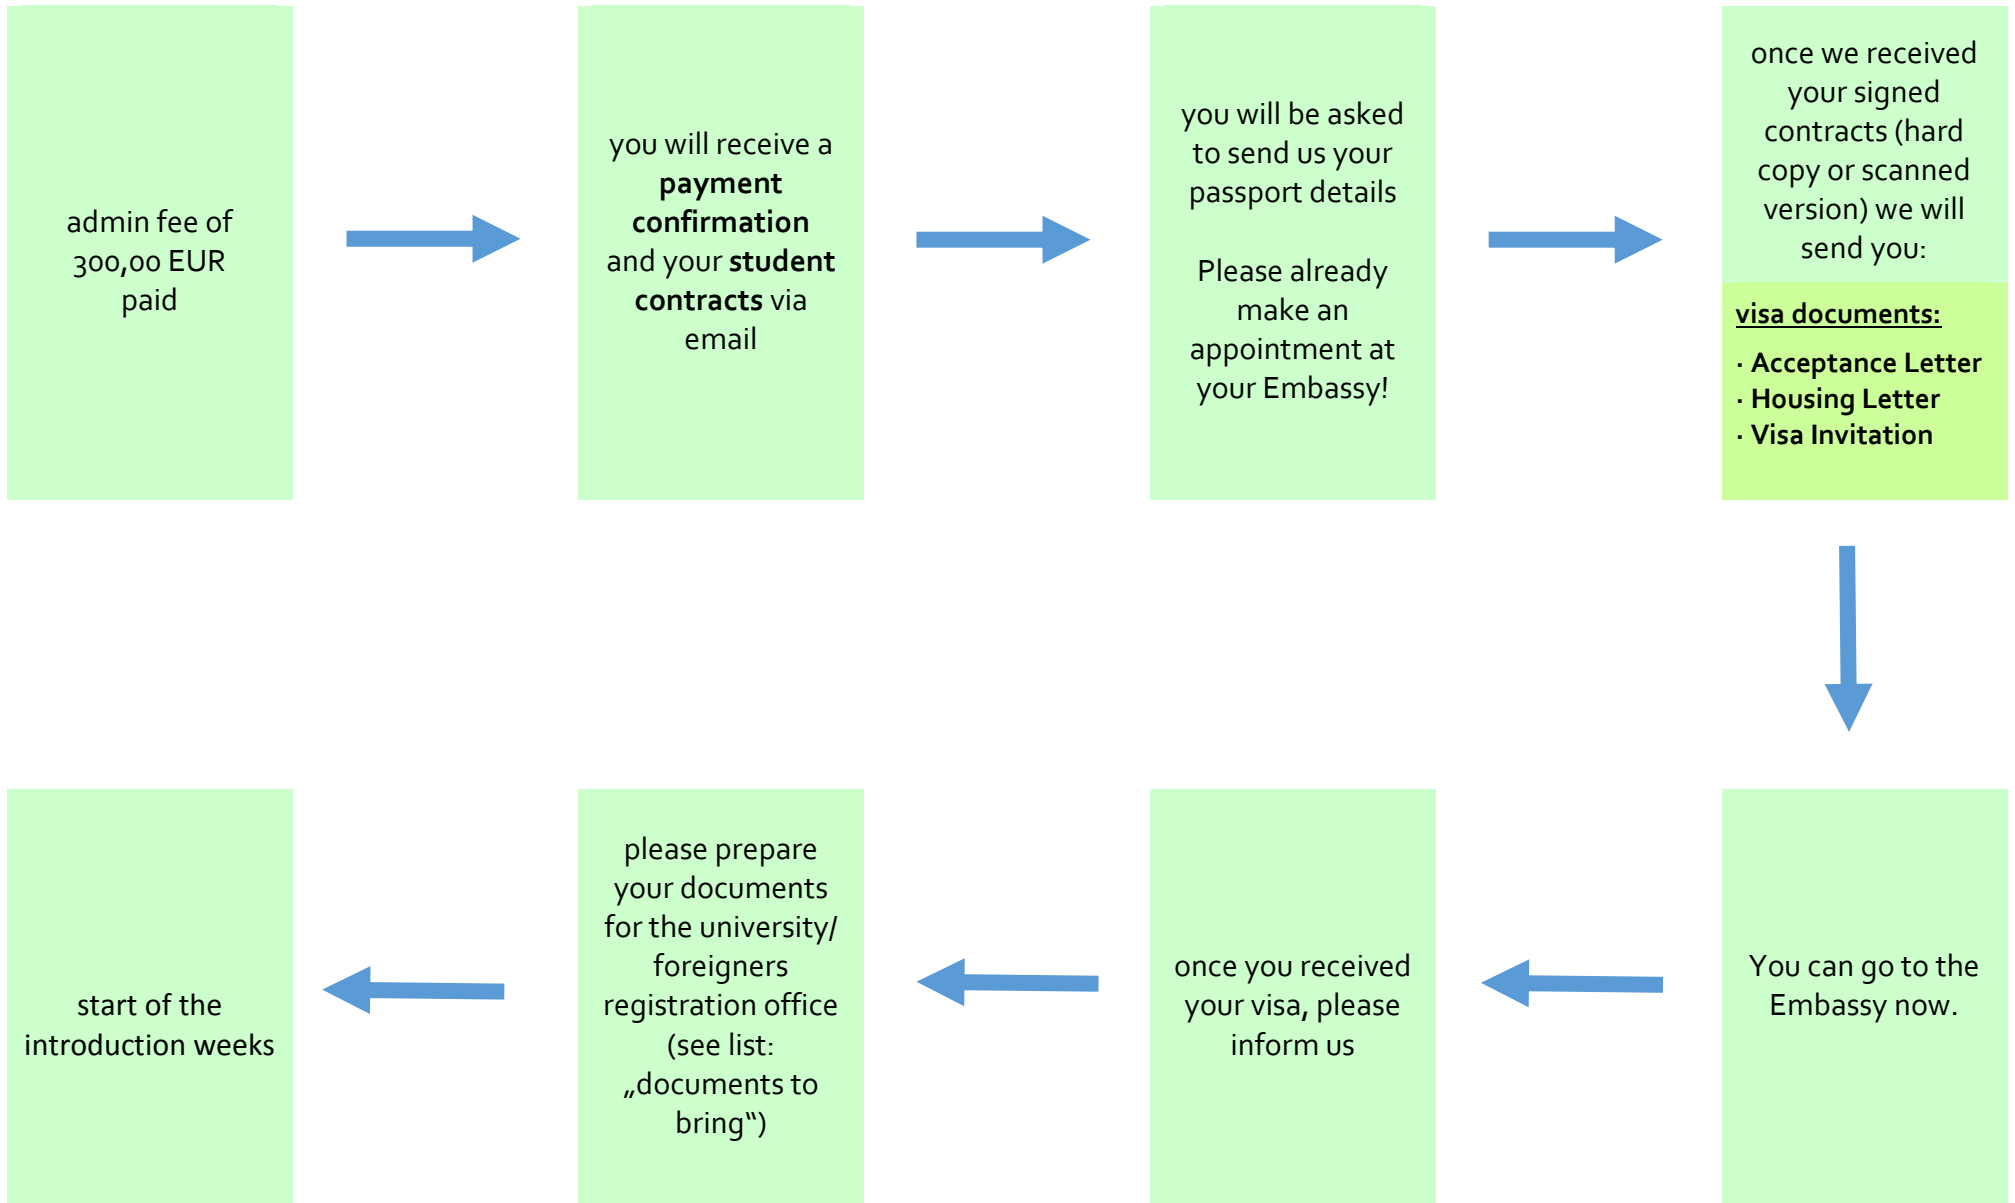 admin fee of
300,00 EUR
paid
you will receive a
payment
confirmation
and your student
contracts via
email
you will be asked
to send us your
passport details
Please already
make an
appointment at
your Embassy!
once we received
your signed
contracts (hard
copy or scanned
version) we will
send you:
visa documents:
· Acceptance Letter
· Housing Letter
· Visa Invitation
You can go to the
Embassy now.
once you received
your visa, please
inform us
please prepare
your documents
for the university/
foreigners
registration office
(see list:
„documents to
bring“)
start of the
introduction weeks